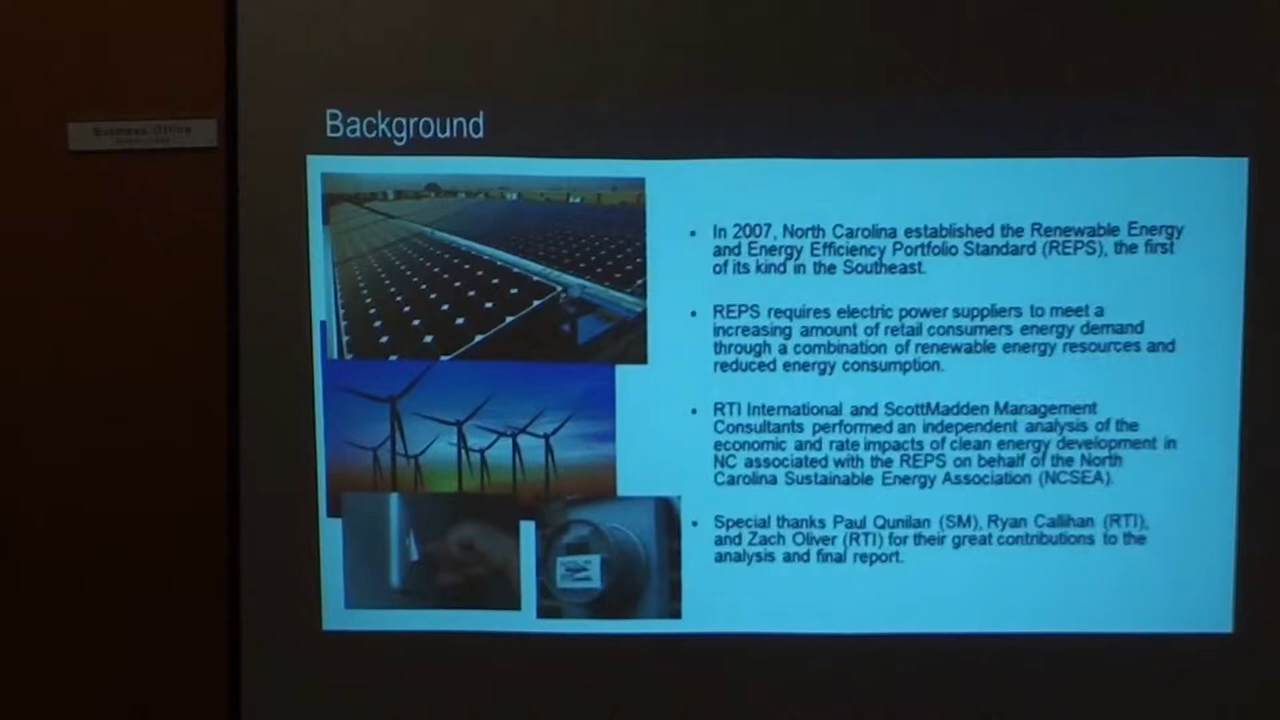 Business Office
Background
• In 2007, North Carolina established the Renewable Energy
and Energy Efficiency Portfolio Standard (REPS), the first
of its kind in the Southeast.
• REPS requires electric power suppliers to meet a
increasing amount of retail consumers energy demand
through a combination of renewable energy resources and
reduced energy consumption.
• RTI International and ScottMadden Management
Consultants performed an independent analysis of the
economic and rate impacts of clean energy development in
NC associated with the REPS on behalf of the North
Carolina Sustainable Energy Association (NCSEA).
• Special thanks Paul Qunilan (SM), Ryan Callihan (RTI),
and Zach Oliver (RTI) for their great contributions to the
analysis and final report.